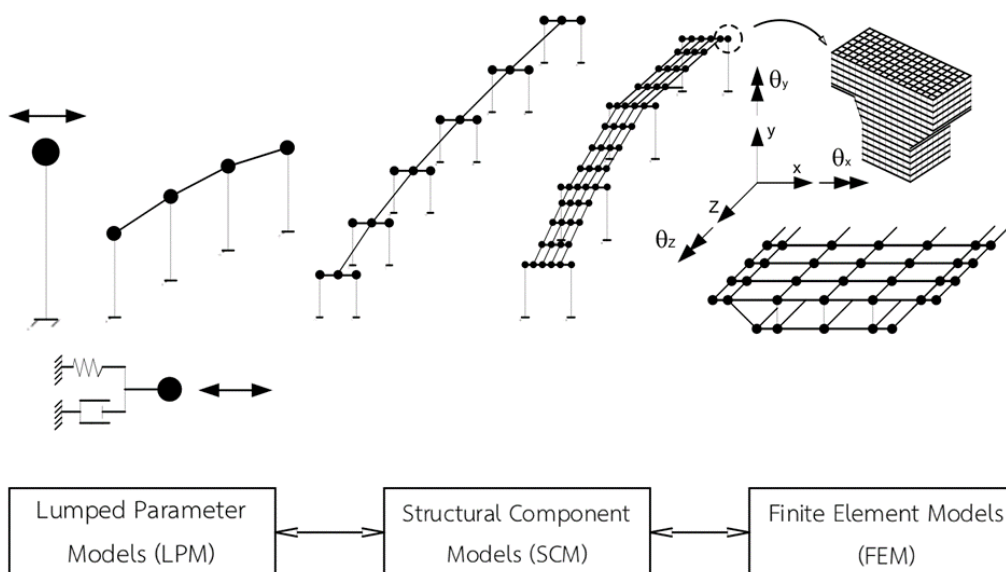 θy
y
x
θx
Z
θz
Lumped Parameter
Models (LPM)
Structural Component
Models (SCM)
Finite Element Models
(FEM)